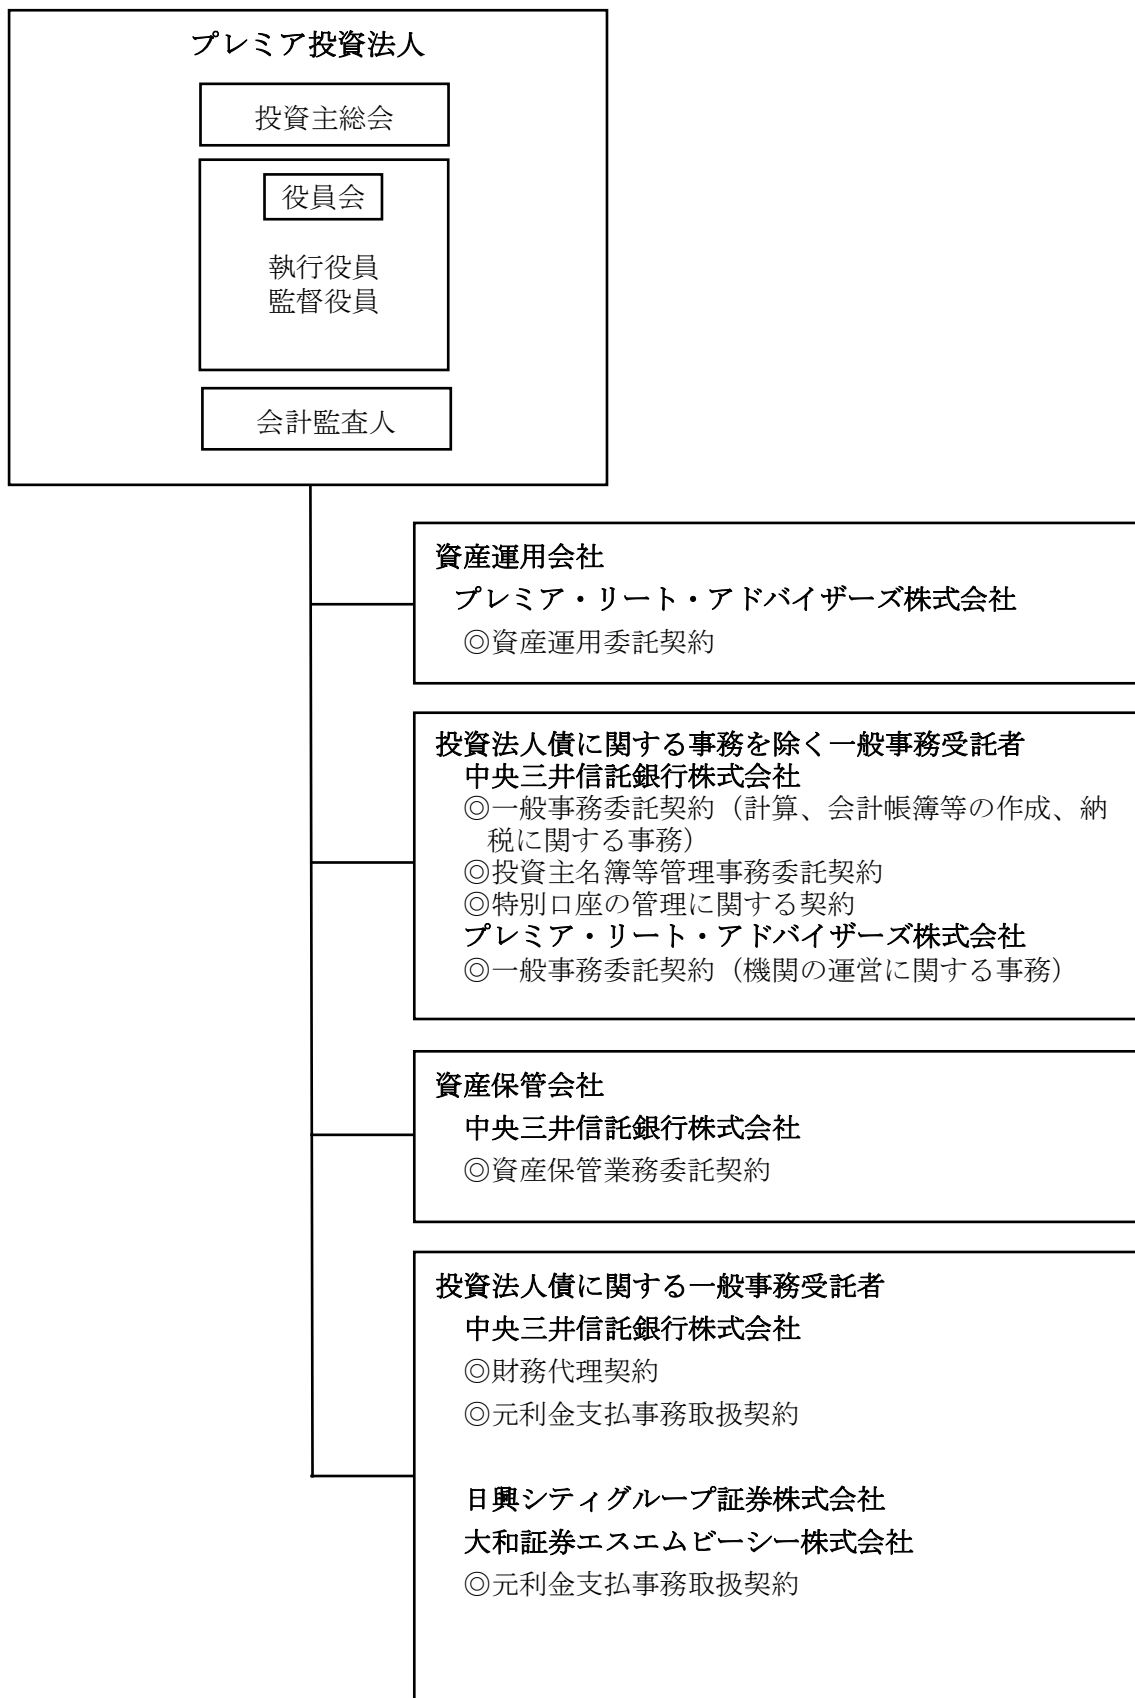 プレミア投資法人
投資主総会
役員会
執行役員
監督役員
会計監査人
資産運用会社
プレミア・リート・アドバイザーズ株式会社
◎資産運用委託契約
投資法人債に関する事務を除く一般事務受託者
中央三井信託銀行株式会社
◎一般事務委託契約（計算、会計帳簿等の作成、納
税に関する事務）
◎投資主名簿等管理事務委託契約
◎特別口座の管理に関する契約
プレミア・リート・アドバイザーズ株式会社
◎一般事務委託契約（機関の運営に関する事務）
資産保管会社
中央三井信託銀行株式会社
◎資産保管業務委託契約
投資法人債に関する一般事務受託者
中央三井信託銀行株式会社
◎財務代理契約
◎元利金支払事務取扱契約
日興シティグループ証券株式会社
大和証券エスエムビーシー株式会社
◎元利金支払事務取扱契約